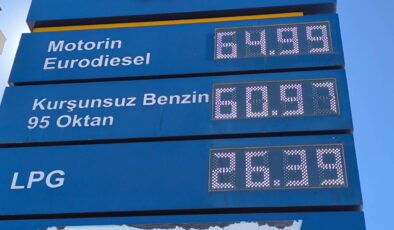 Motorin
Eurodiesel
64.99
Kurşunsuz Benzin
95 Oktan
60.97
LPG
26.39